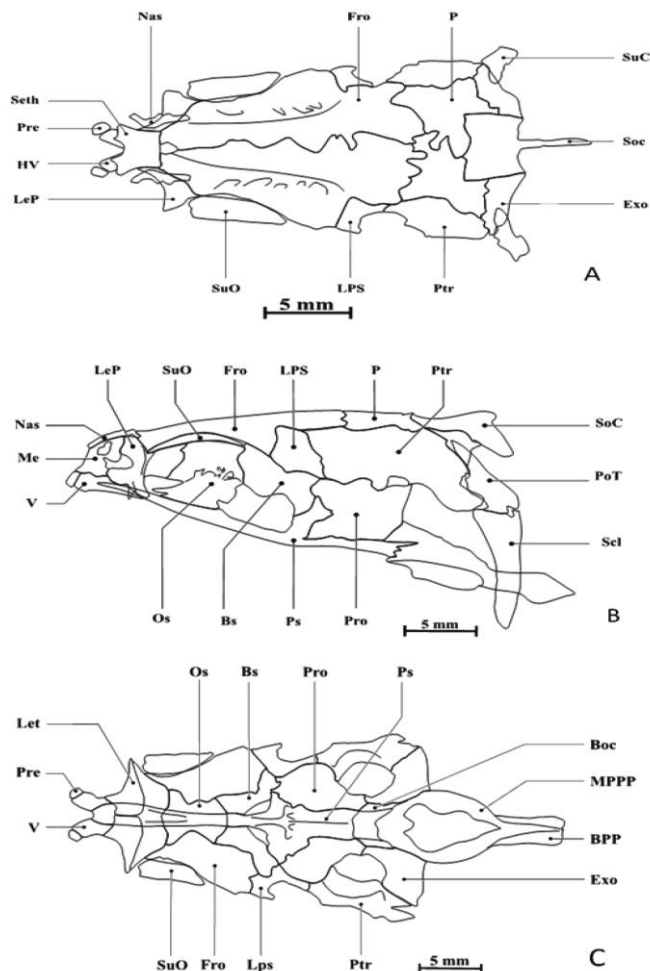 Nas Fro P
SuC
Seth
Pre
Soc
HV
LeP
Exo
SuO LPS Ptr
A
5 mm
LeP SuO Fro LPS P Ptr
Nas
SoC
Me
PoT
V
Scl
Os Bs Ps Pro
5 mm
B
Os Bs Pro Ps
Let
Boc
Pre
MPPP
V
BPP
Exo
SuO Fro Lps Ptr
5 mm
C